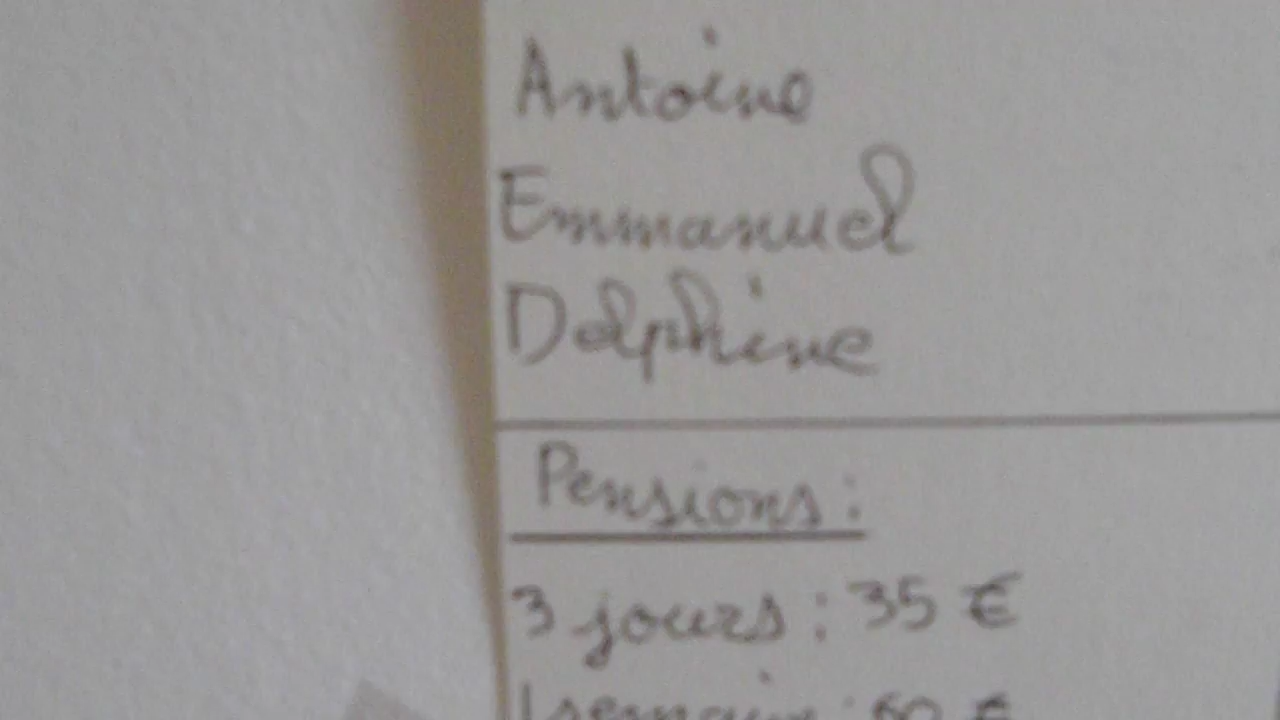 Antoine
Emmanuel
Delphine
Pensions :
3 jours : 35 €